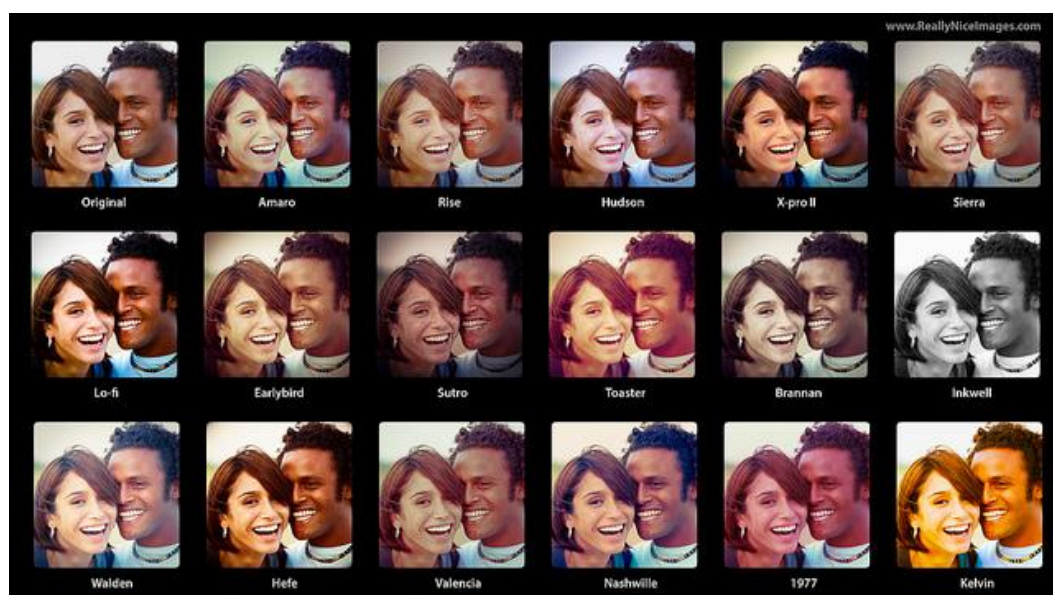 www.ReallyNiceImages.com
Original Amaro Rise Hudson X-pro II Sierra
Lo-fi Earlybird Sutro Toaster Brannan Inkwell
Walden Hefe Valencia Nashville 1977 Kelvin